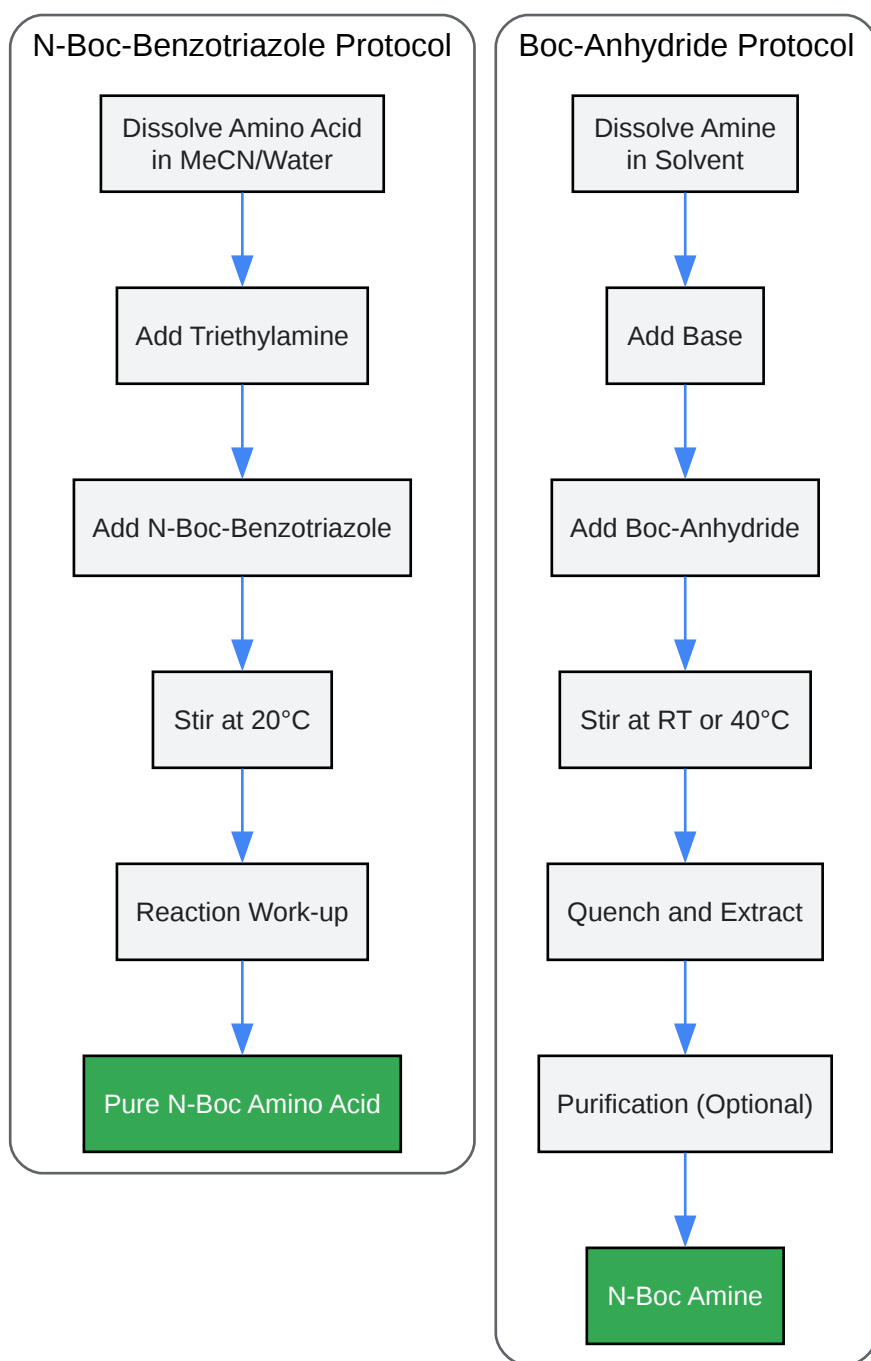 N-Boc-Benzotriazole Protocol
Dissolve Amino Acid
in MeCN/Water
Add Triethylamine
Add N-Boc-Benzotriazole
Stir at 20°C
Reaction Work-up
Pure N-Boc Amino Acid
Boc-Anhydride Protocol
Dissolve Amine
in Solvent
Add Base
Add Boc-Anhydride
Stir at RT or 40°C
Quench and Extract
Purification (Optional)
N-Boc Amine